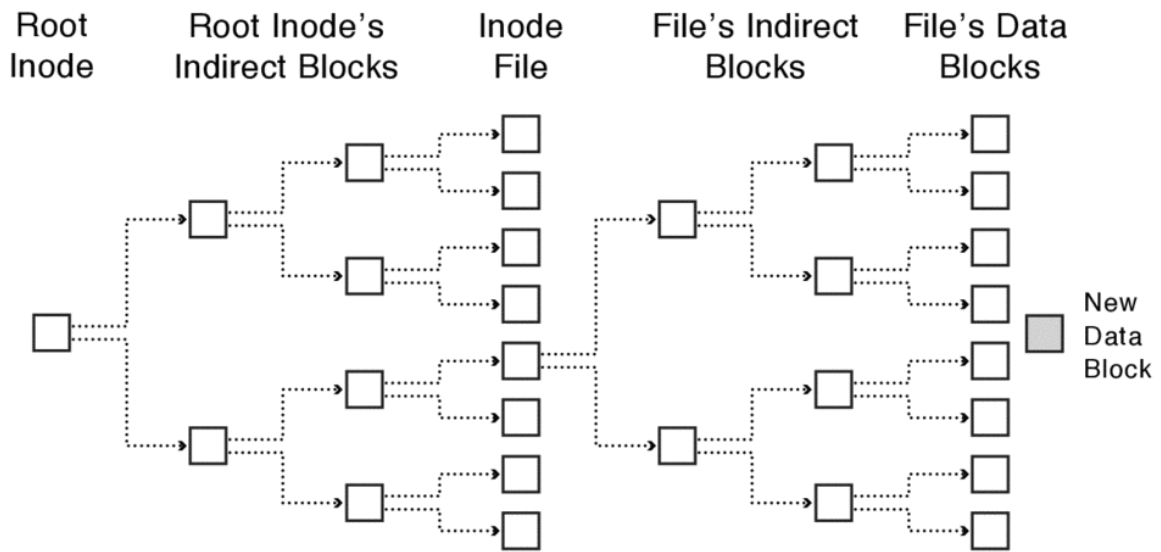 Root
Inode
Root Inode's
Indirect Blocks
Inode
File
File's Indirect
Blocks
File's Data
Blocks
New
Data
Block